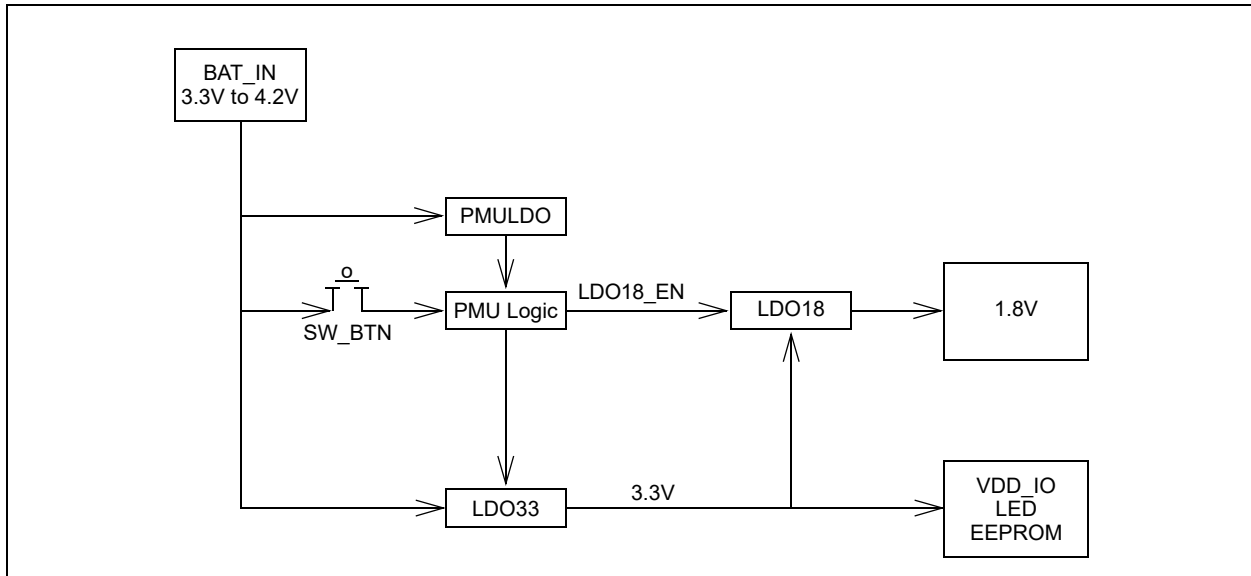 BAT_IN
3.3V to 4.2V
PMULDO
LDO18_EN
PMU Logic
LDO18
1.8V
SW_BTN
3.3V
LDO33
VDD_IO
LED
EEPROM